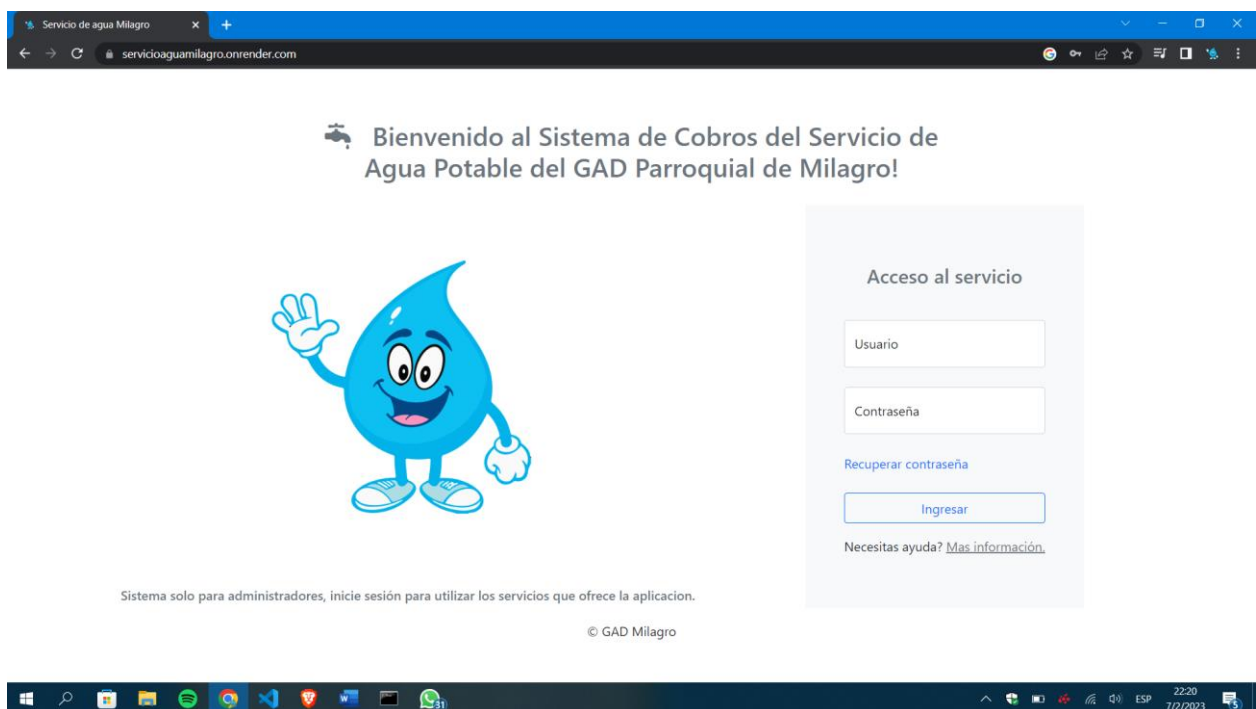 Servicio de agua Milagro
servicioaguamilagro.onrender.com
Bienvenido al Sistema de Cobros del Servicio de
Agua Potable del GAD Parroquial de Milagro!
Acceso al servicio
Usuario
Contraseña
Recuperar contraseña
Ingresar
Necesitas ayuda? Mas información.
Sistema solo para administradores, inicie sesión para utilizar los servicios que ofrece la aplicacion.
© GAD Milagro
31
ESP
22:20
7/2/2023
5